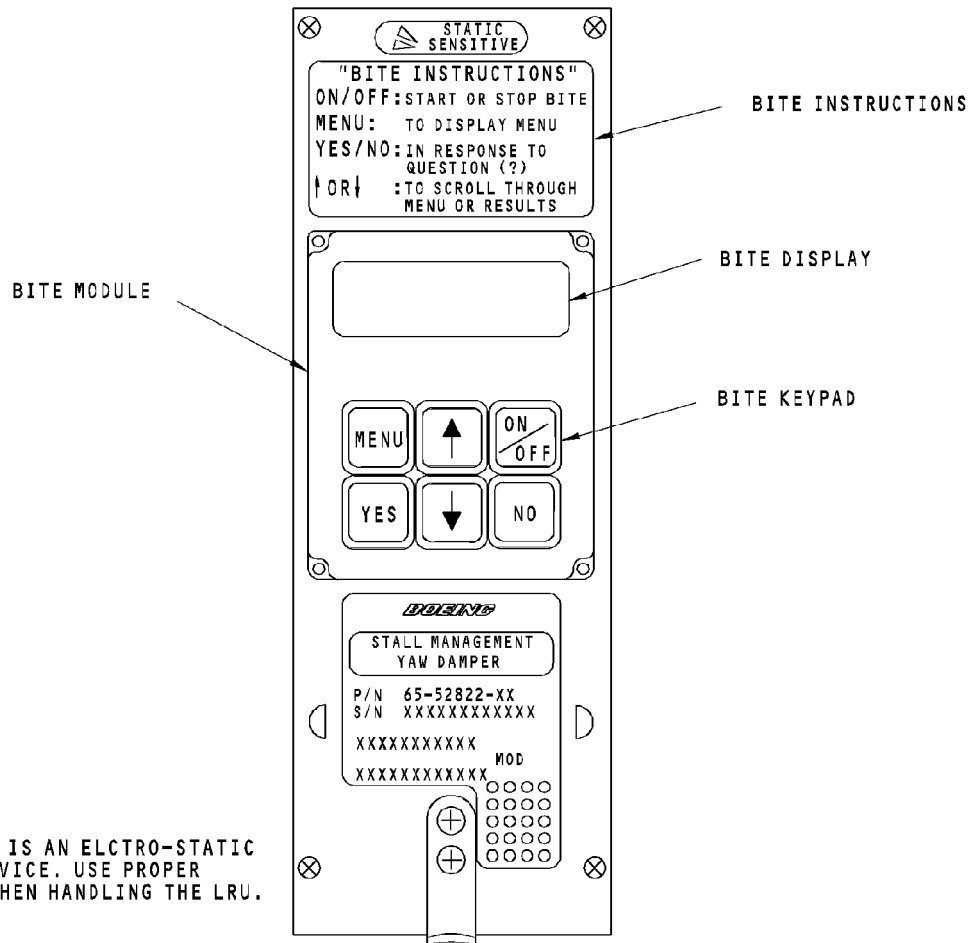 STATIC
SENSITIVE
"BITE INSTRUCTIONS"
ON/OFF:START OR STOP BITE
MENU: TO DISPLAY MENU
YES/NO:IN RESPONSE TO
QUESTION (?)
↑OR↓ :TO SCROLL THROUGH
MENU OR RESULTS
BITE INSTRUCTIONS
BITE DISPLAY
BITE MODULE
BITE KEYPAD
MENU ↑ ON/OFF
YES ↓ NO
BOEING
STALL MANAGEMENT
YAW DAMPER
P/N 65-52822-XX
S/N XXXXXXXXXXXX
XXXXXXXXXXX
MOD
XXXXXXXXXXXX
IS AN ELCTRO-STATIC
VICE. USE PROPER
HEN HANDLING THE LRU.